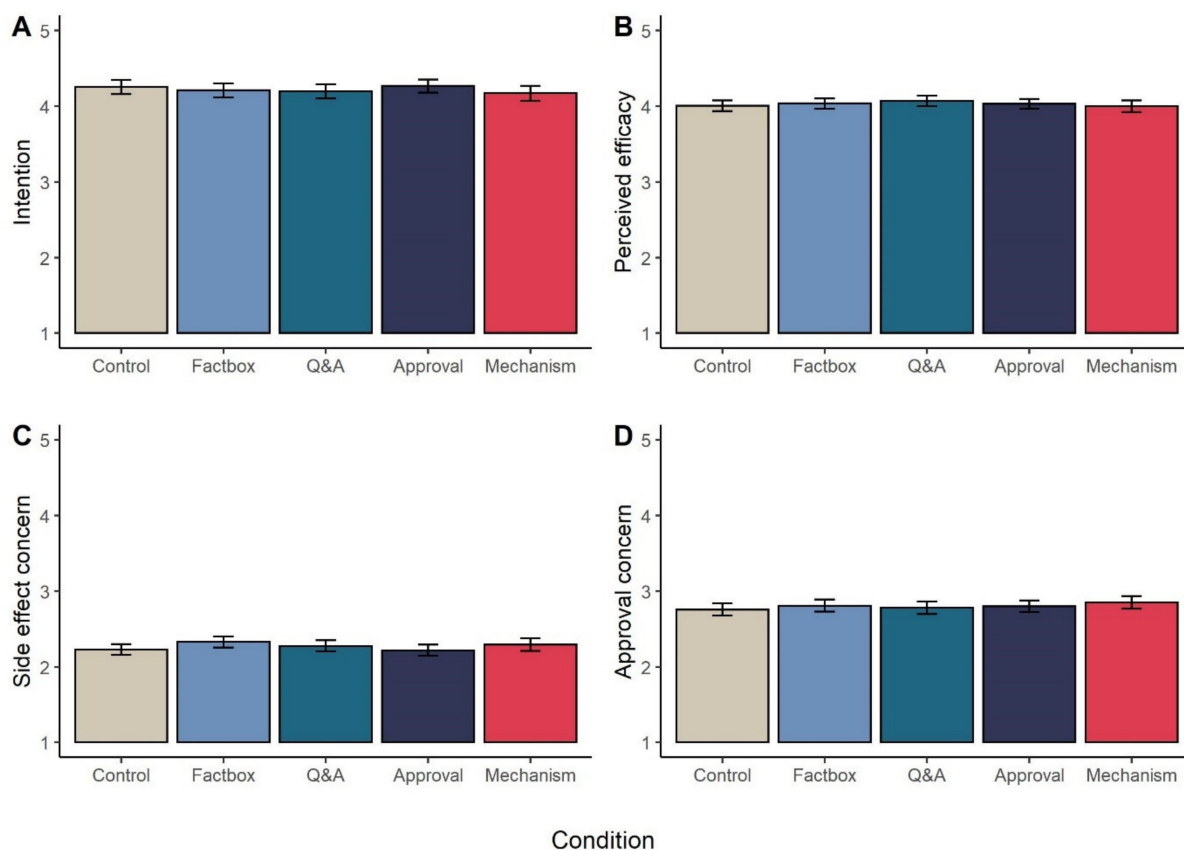 A
Intention
5
4
3
2
1
Control Factbox Q&A Approval Mechanism
B
Perceived efficacy
5
4
3
2
1
Control Factbox Q&A Approval Mechanism
C
Side effect concern
5
4
3
2
1
Control Factbox Q&A Approval Mechanism
D
Approval concern
5
4
3
2
1
Control Factbox Q&A Approval Mechanism
Condition